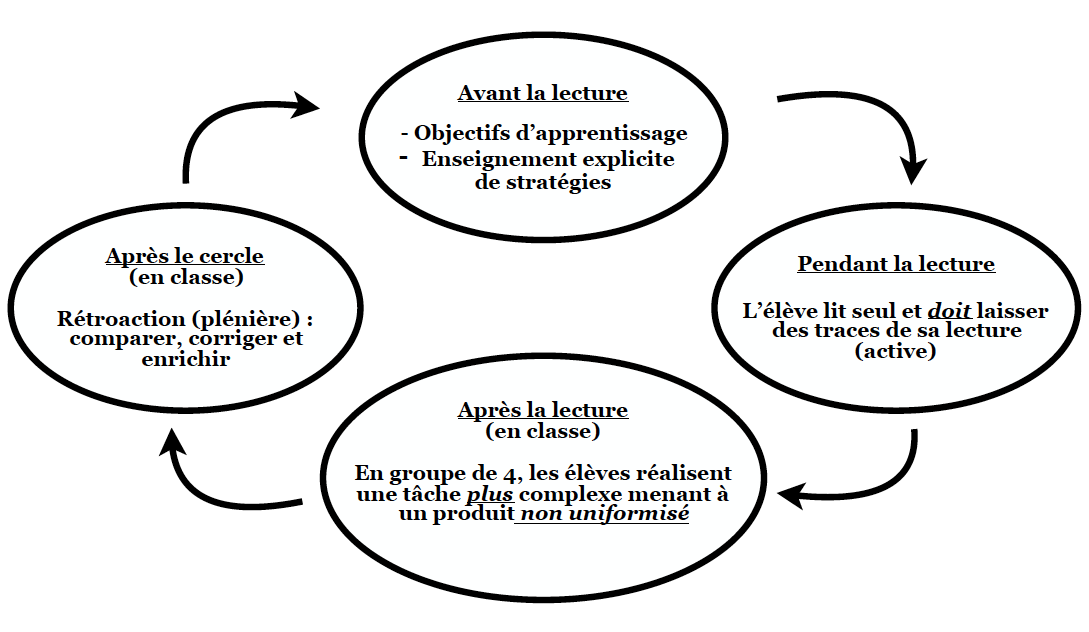 Avant la lecture
- Objectifs d’apprentissage
- Enseignement explicite
de stratégies
Pendant la lecture
L’élève lit seul et doit laisser
des traces de sa lecture
(active)
Après la lecture
(en classe)
En groupe de 4, les élèves réalisent
une tâche plus complexe menant à
un produit non uniformisé
Après le cercle
(en classe)
Rétroaction (plénière) :
comparer, corriger et
enrichir